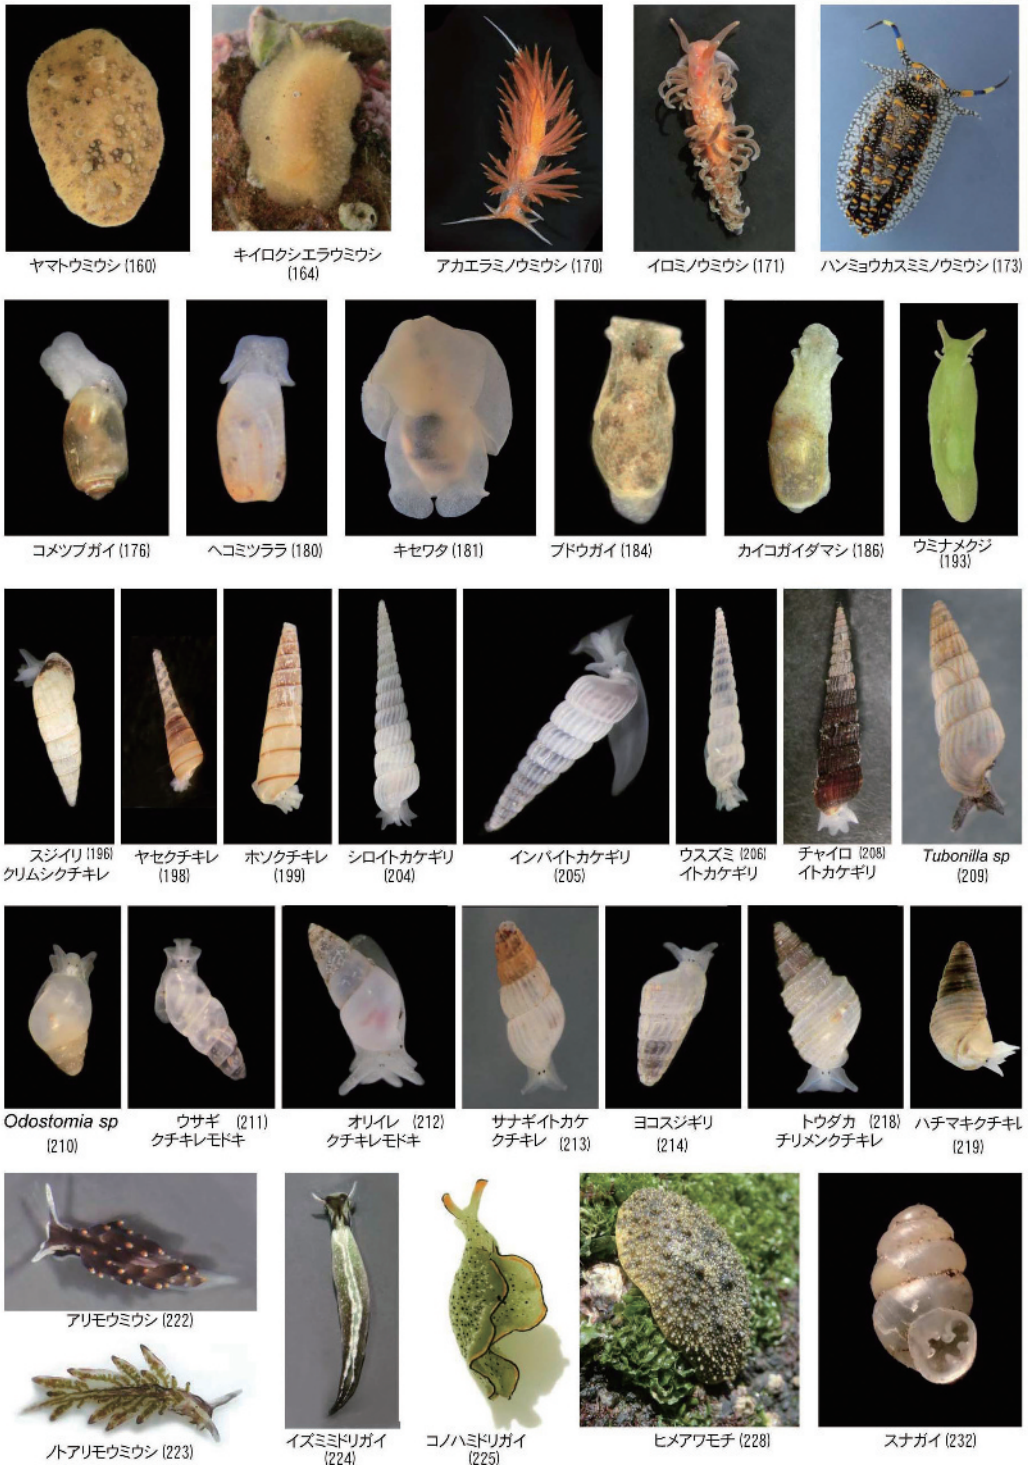 ヤマトウミウシ (160)
キイロクシエラウミウシ
(164)
アカエラミノウミウシ (170)
イロミノウミウシ (171)
ハンミョウカスミミノウミウシ (173)
コメツブガイ (176)
ヘコミツララ (180)
キセワタ (181)
ブドウガイ (184)
カイコガイダマシ (186)
ウミナメクジ
(193)
スジイリ (196)
クリムシクチキレ
ヤセクチキレ
(198)
ホソクチキレ
(199)
シロイトカケギリ
(204)
インパイトカケギリ
(205)
ウスズミ (206)
イトカケギリ
チャイロ (208)
イトカケギリ
Tubonilla sp
(209)
Odostomia sp
(210)
ウサギ (211)
クチキレモドキ
オリイレ (212)
クチキレモドキ
サナギイトカケ
クチキレ (213)
ヨコスジギリ
(214)
トウダカ (218)
チリメンクチキレ
ハチマキクチキレ
(219)
アリモウミウシ (222)
ノトアリモウミウシ (223)
イズミミドリガイ
(224)
コノハミドリガイ
(225)
ヒメアワモチ (228)
スナガイ (232)